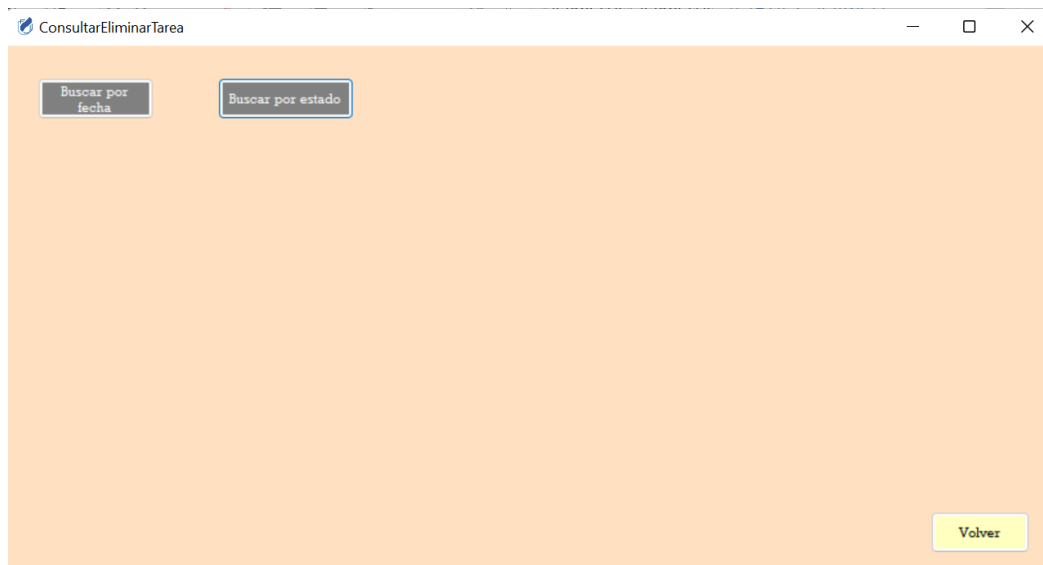 ConsultarEliminarTarea
Buscar por
fecha
Buscar por estado
Volver